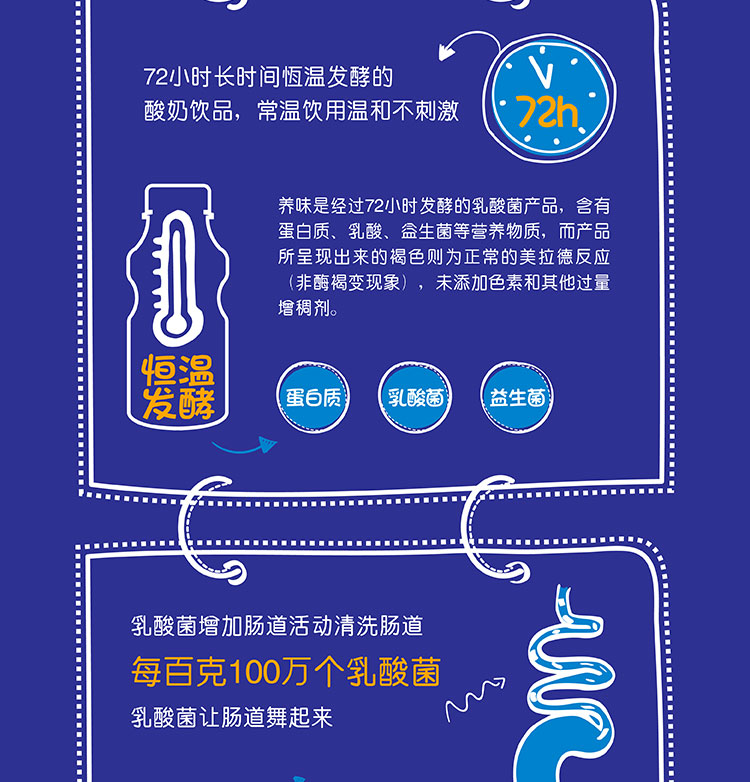 72小时长时间恆温发酵的
酸奶饮品，常温饮用温和不刺激
72h
养味是经过72小时发酵的乳酸菌产品，含有
蛋白质、乳酸、益生菌等营养物质，而产品
所呈现出来的褐色则为正常的美拉德反应
（非酶褐变现象），未添加色素和其他过量
增稠剂。
恒温
发酵
蛋白质
乳酸菌
益生菌
乳酸菌增加肠道活动清洗肠道
每百克100万个乳酸菌
乳酸菌让肠道舞起来